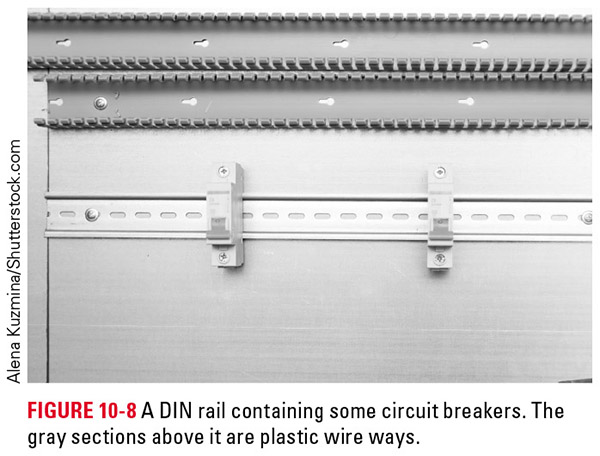 Alena Kuzmina/Shutterstock.com
FIGURE 10-8 A DIN rail containing some circuit breakers. The
gray sections above it are plastic wire ways.